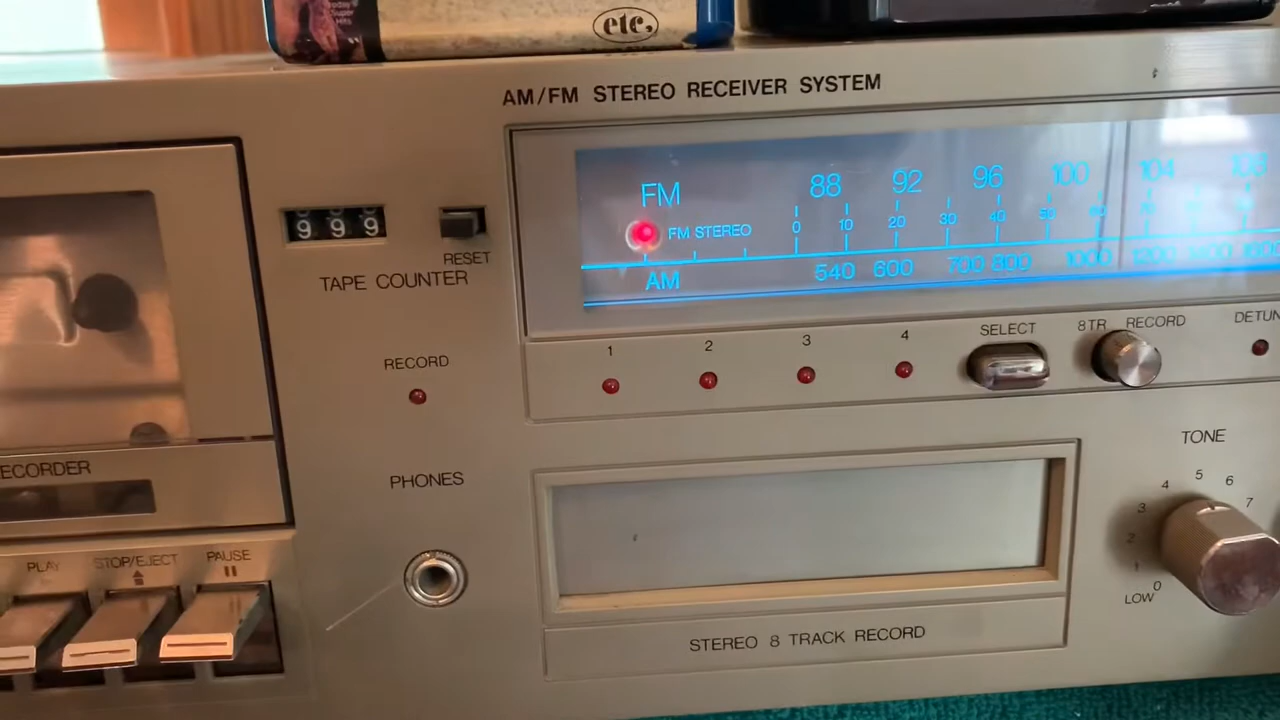 etc.
AM/FM STEREO RECEIVER SYSTEM
FM 88 92 96 100 104 108
FM STEREO 0 10 20 30 40 50 60 70
AM 540 600 700 800 1000 1200 1400 1600
999
RESET
TAPE COUNTER
1 2 3 4 SELECT 8TR RECORD DETUN
RECORD
PHONES
TONE
0 1 2 3 4 5 6 7
LOW
ECORDER
PLAY STOP/EJECT PAUSE
STEREO 8 TRACK RECORD